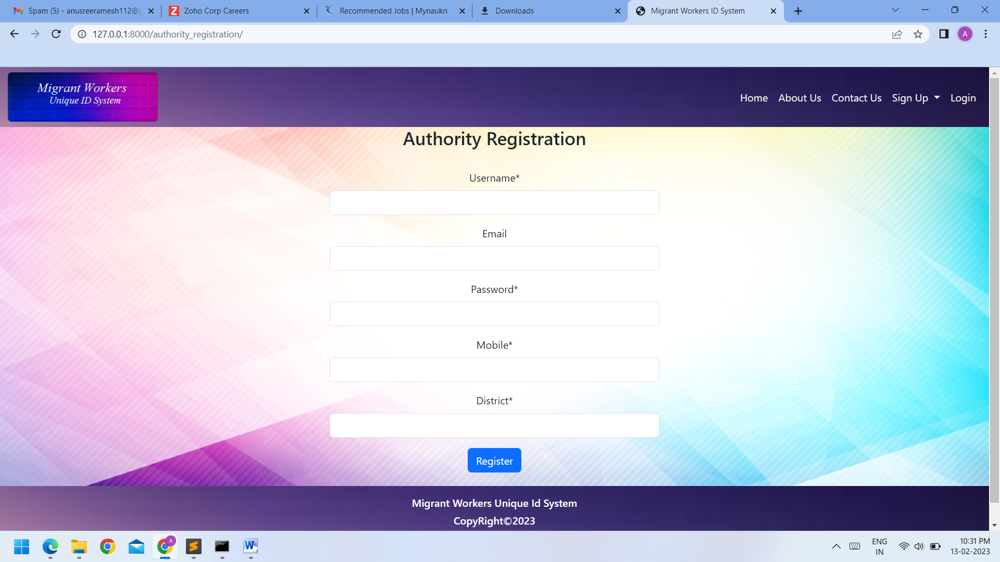 Spam (5) - anusreeramesh112@g
Zoho Corp Careers
Recommended Jobs | Mynaukri
Downloads
Migrant Workers ID System
127.0.0.1:8000/authority_registration/
A
Migrant Workers
Unique ID System
Home About Us Contact Us Sign Up Login
Authority Registration
Username*
Email
Password*
Mobile*
District*
Register
Migrant Workers Unique Id System
CopyRight©2023
ENG
IN
10:31 PM
13-02-2023